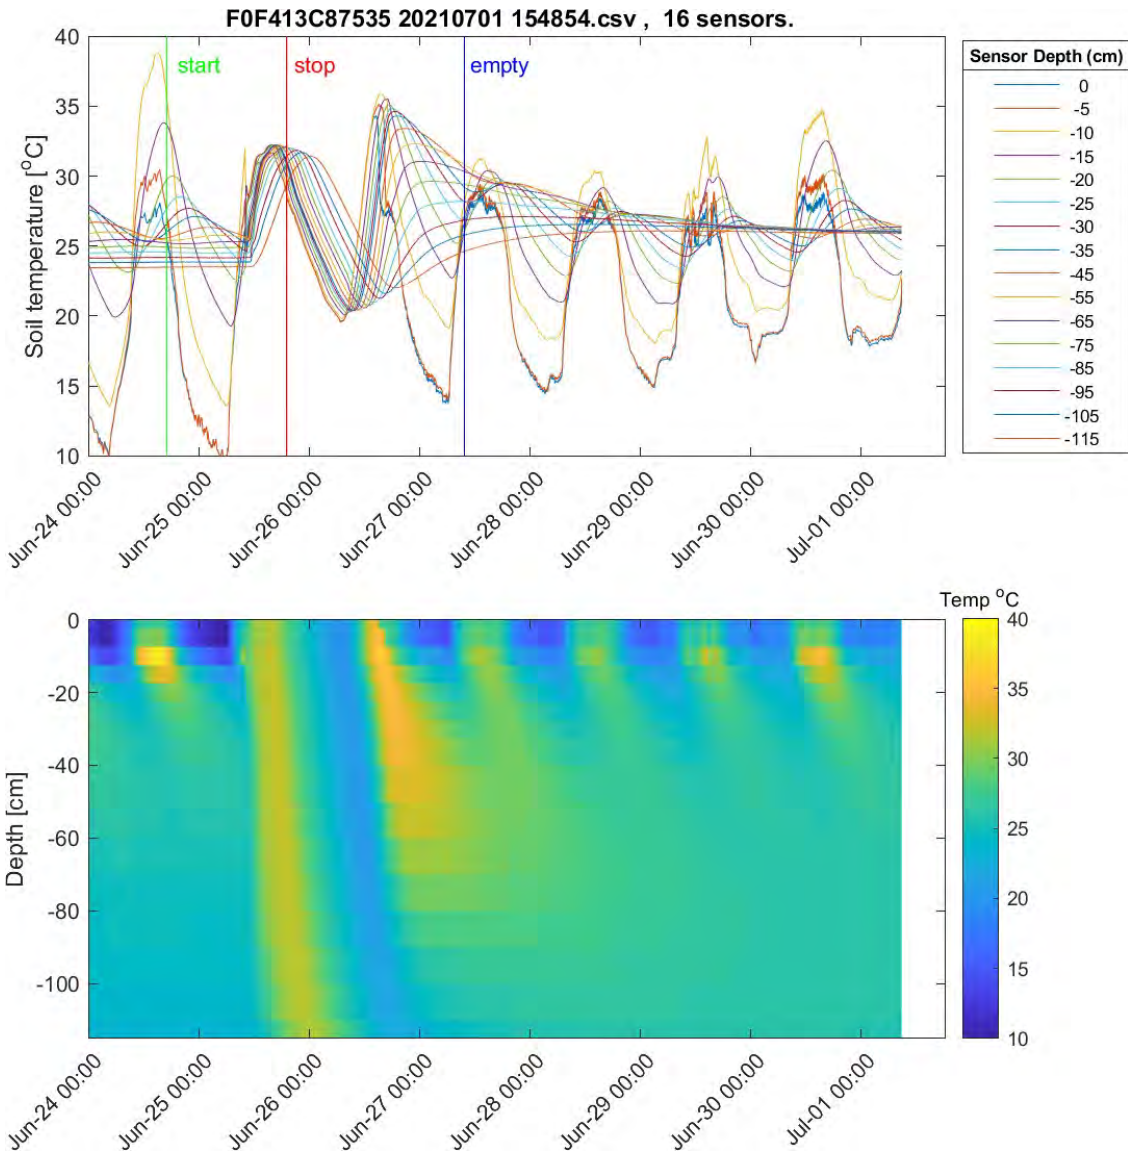 F0F413C87535 20210701 154854.csv , 16 sensors.
start
stop
empty
Soil temperature [°C]
40
35
30
25
20
15
10
Jun-24 00:00
Jun-25 00:00
Jun-26 00:00
Jun-27 00:00
Jun-28 00:00
Jun-29 00:00
Jun-30 00:00
Jul-01 00:00
Sensor Depth (cm)
0
-5
-10
-15
-20
-25
-30
-35
-45
-55
-65
-75
-85
-95
-105
-115
Depth [cm]
0
-20
-40
-60
-80
-100
Jun-24 00:00
Jun-25 00:00
Jun-26 00:00
Jun-27 00:00
Jun-28 00:00
Jun-29 00:00
Jun-30 00:00
Jul-01 00:00
Temp °C
40
35
30
25
20
15
10